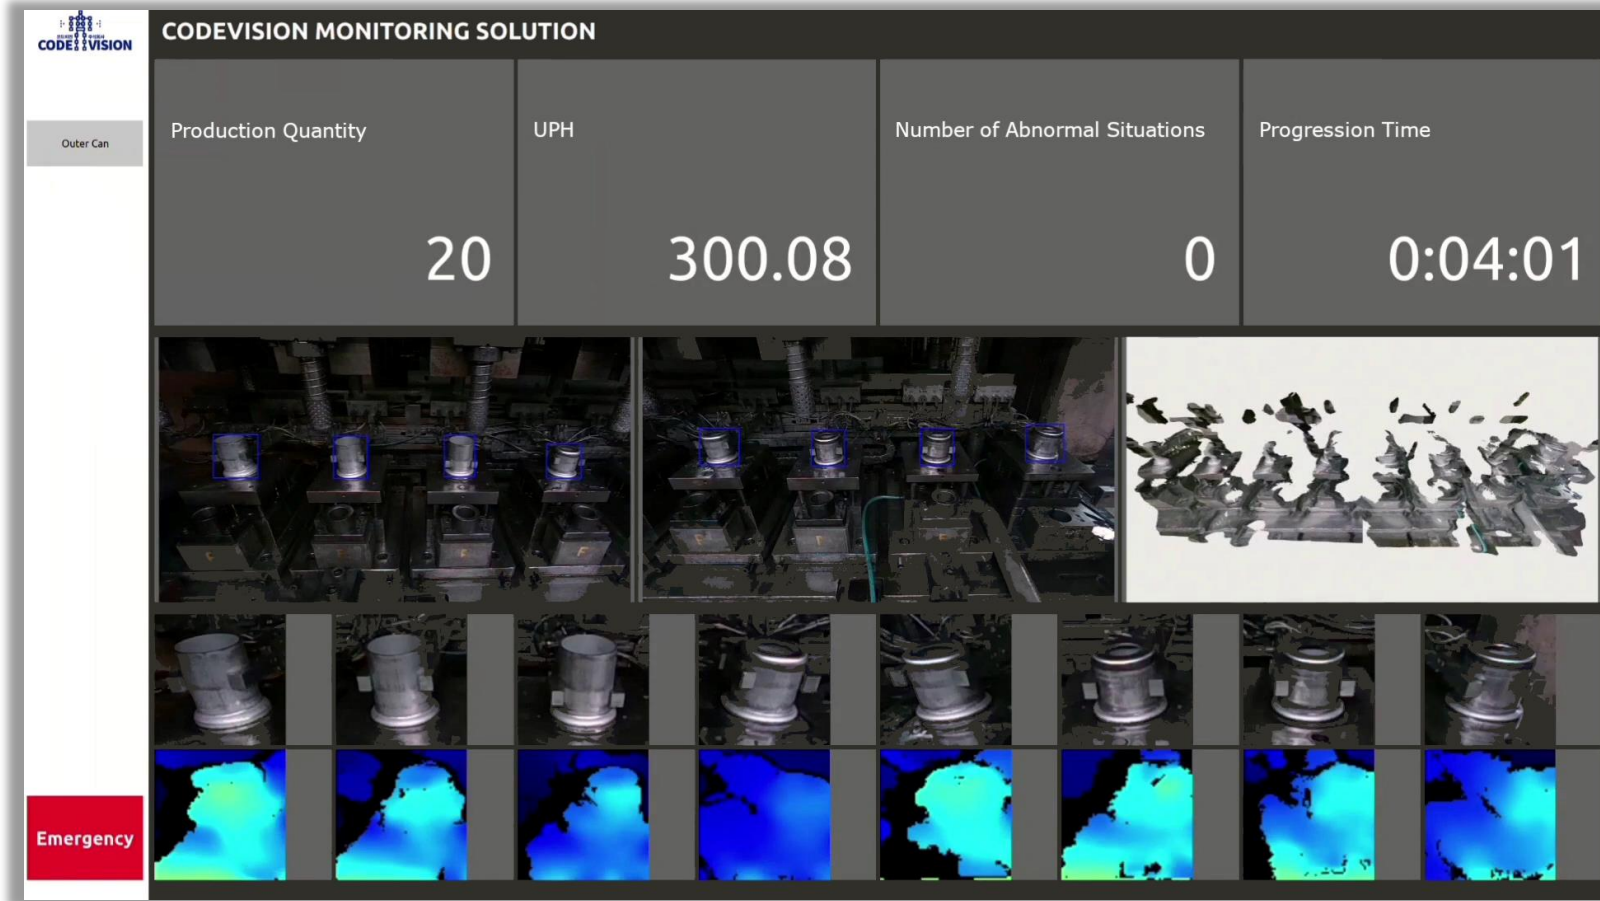 CODE VISION
CODEVISION MONITORING SOLUTION
Outer Can
Production Quantity
20
UPH
300.08
Number of Abnormal Situations
0
Progression Time
0:04:01
F
F
Emergency